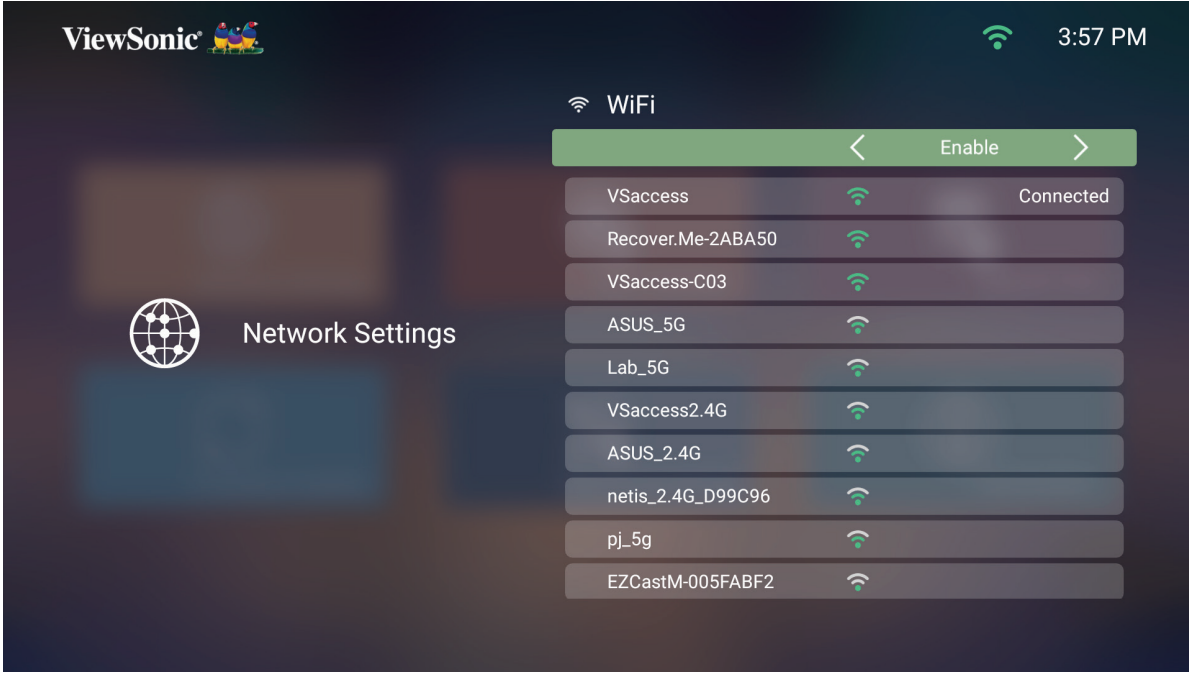 ViewSonic®
3:57 PM
WiFi
Enable
VSaccess Connected
Recover.Me-2ABA50
VSaccess-C03
ASUS_5G
Network Settings
Lab_5G
VSaccess2.4G
ASUS_2.4G
netis_2.4G_D99C96
pj_5g
EZCastM-005FABF2